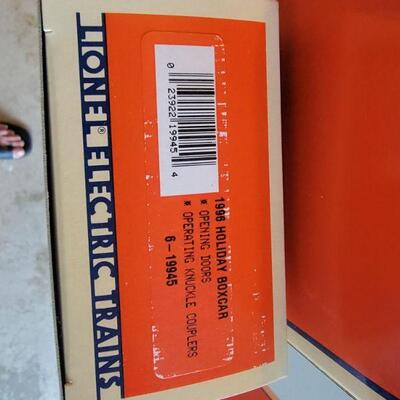 LIONEL® ELECTRIC TRAINS
0 23922 19945 4
1996 HOLIDAY BOXCAR
※ OPENING DOORS
※ OPERATING KNUCKLE COUPLERS
6-19945